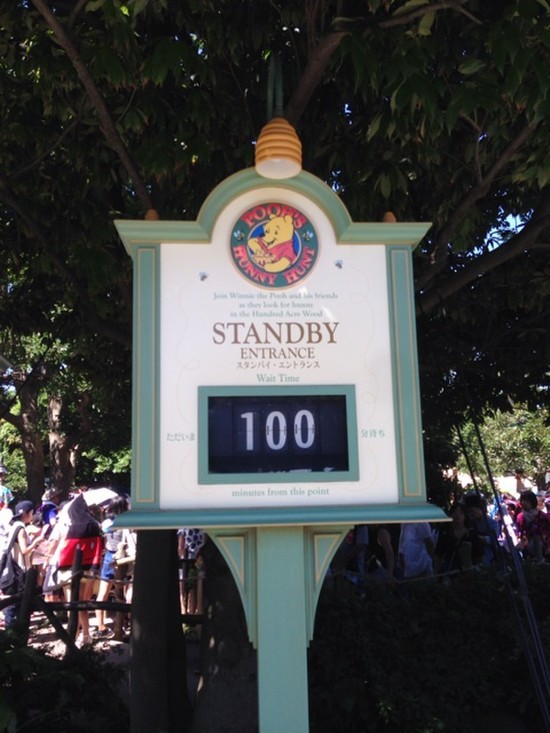 POOH'S
HUNNY HUNT
Join Winnie the Pooh and his friends
as they look for hunny
in the Hundred Acre Wood
STANDBY
ENTRANCE
スタンバイ・エントランス
Wait Time
ただいま 100 分待ち
minutes from this point